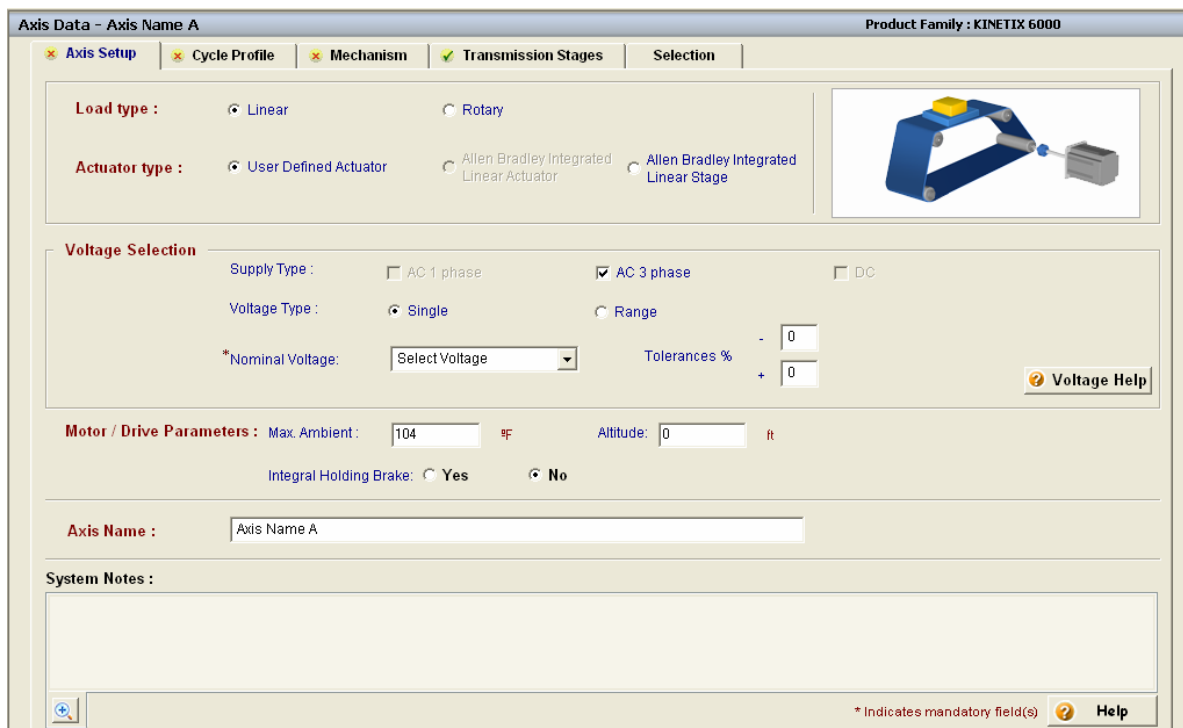 Axis Data - Axis Name A Product Family : KINETIX 6000
Axis Setup Cycle Profile Mechanism Transmission Stages Selection
Load type : Linear Rotary
Actuator type : User Defined Actuator Allen Bradley Integrated Linear Actuator Allen Bradley Integrated Linear Stage
Voltage Selection
Supply Type : AC 1 phase AC 3 phase DC
Voltage Type : Single Range
*Nominal Voltage: Select Voltage Tolerances % - 0
+ 0
Voltage Help
Motor / Drive Parameters : Max. Ambient : 104 ºF Altitude: 0 ft
Integral Holding Brake: Yes No
Axis Name : Axis Name A
System Notes :
* Indicates mandatory field(s) Help